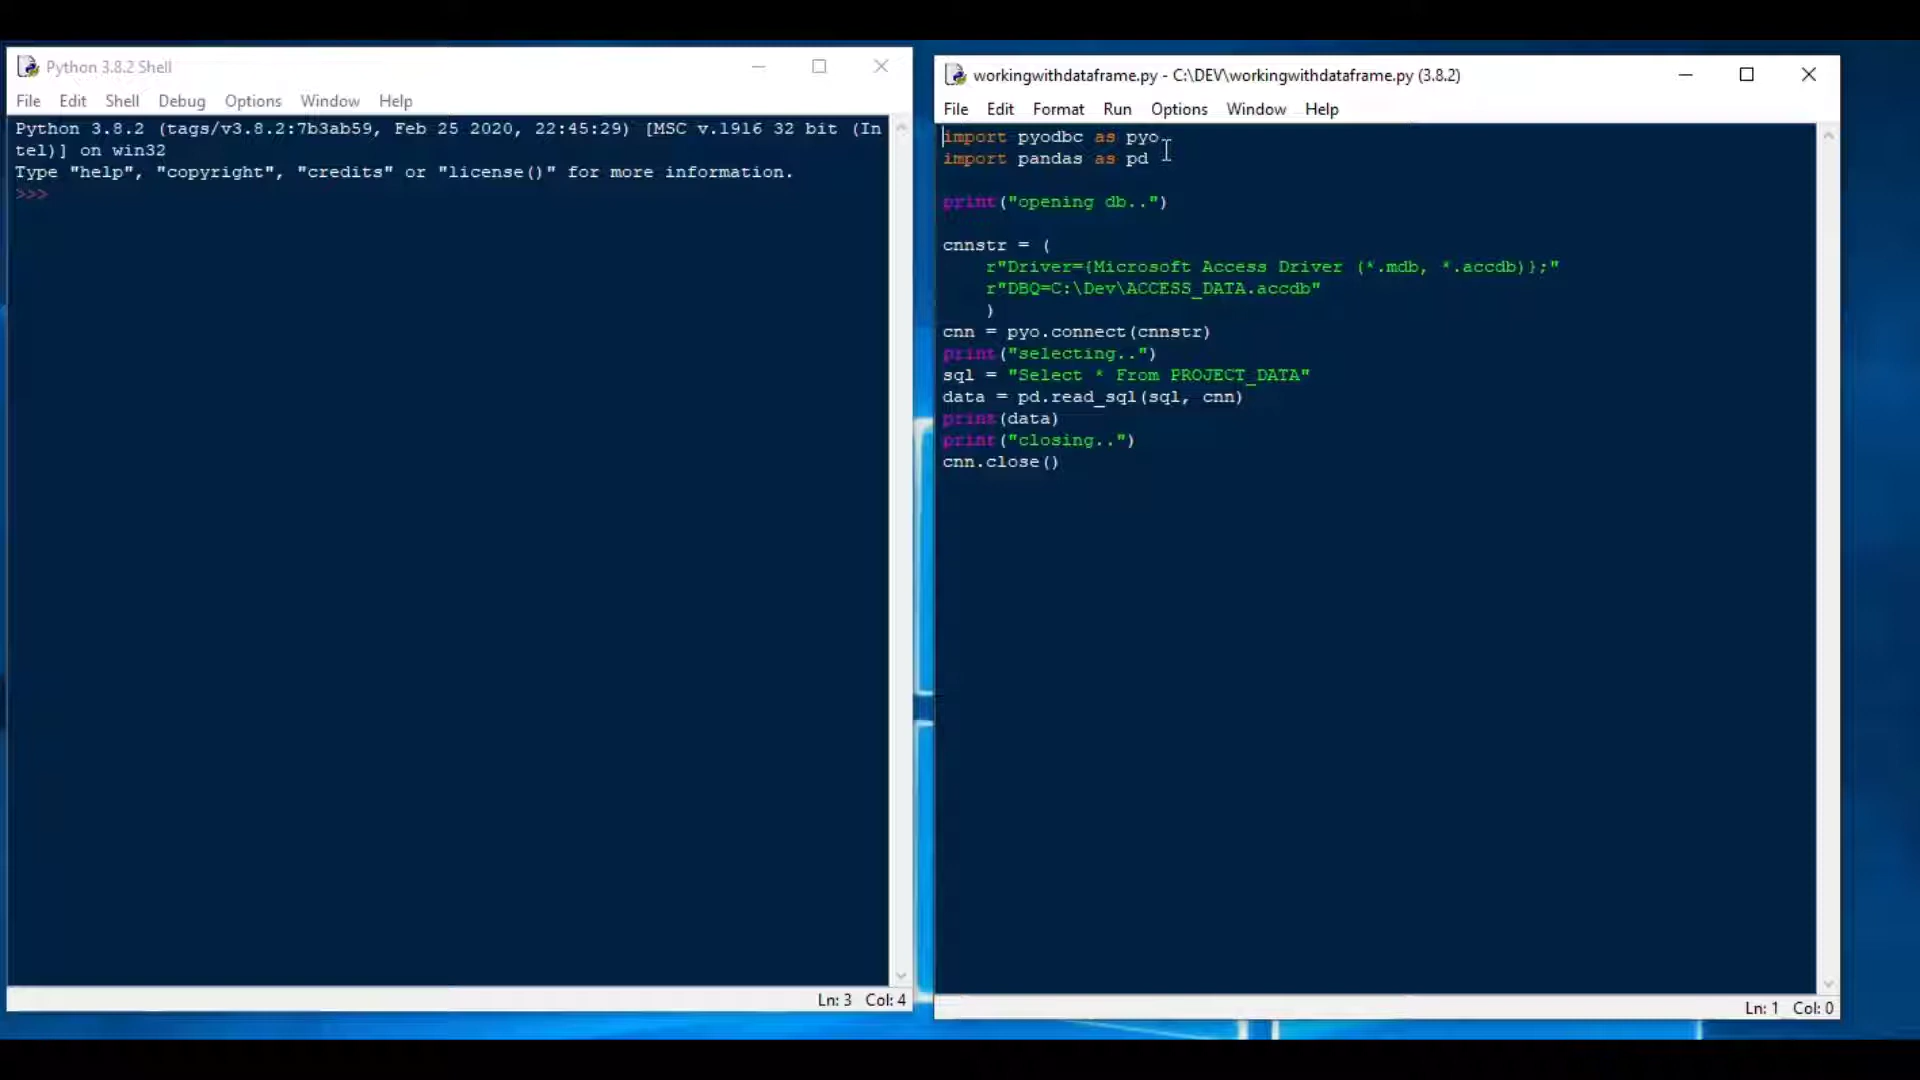 Python 3.8.2 Shell
File Edit Shell Debug Options Window Help
Python 3.8.2 (tags/v3.8.2:7b3ab59, Feb 25 2020, 22:45:29) [MSC v.1916 32 bit (In
tel)] on win32
Type "help", "copyright", "credits" or "license()" for more information.
>>>
Ln: 3 Col: 4
workingwithdataframe.py - C:\DEV\workingwithdataframe.py (3.8.2)
File Edit Format Run Options Window Help
import pyodbc as pyo
import pandas as pd
print("opening db..")
cnnstr = (
r"Driver={Microsoft Access Driver (*.mdb, *.accdb)};"
r"DBQ=C:\Dev\ACCESS_DATA.accdb"
)
cnn = pyo.connect(cnnstr)
print("selecting..")
sql = "Select * From PROJECT_DATA"
data = pd.read_sql(sql, cnn)
print(data)
print("closing..")
cnn.close()
Ln: 1 Col: 0